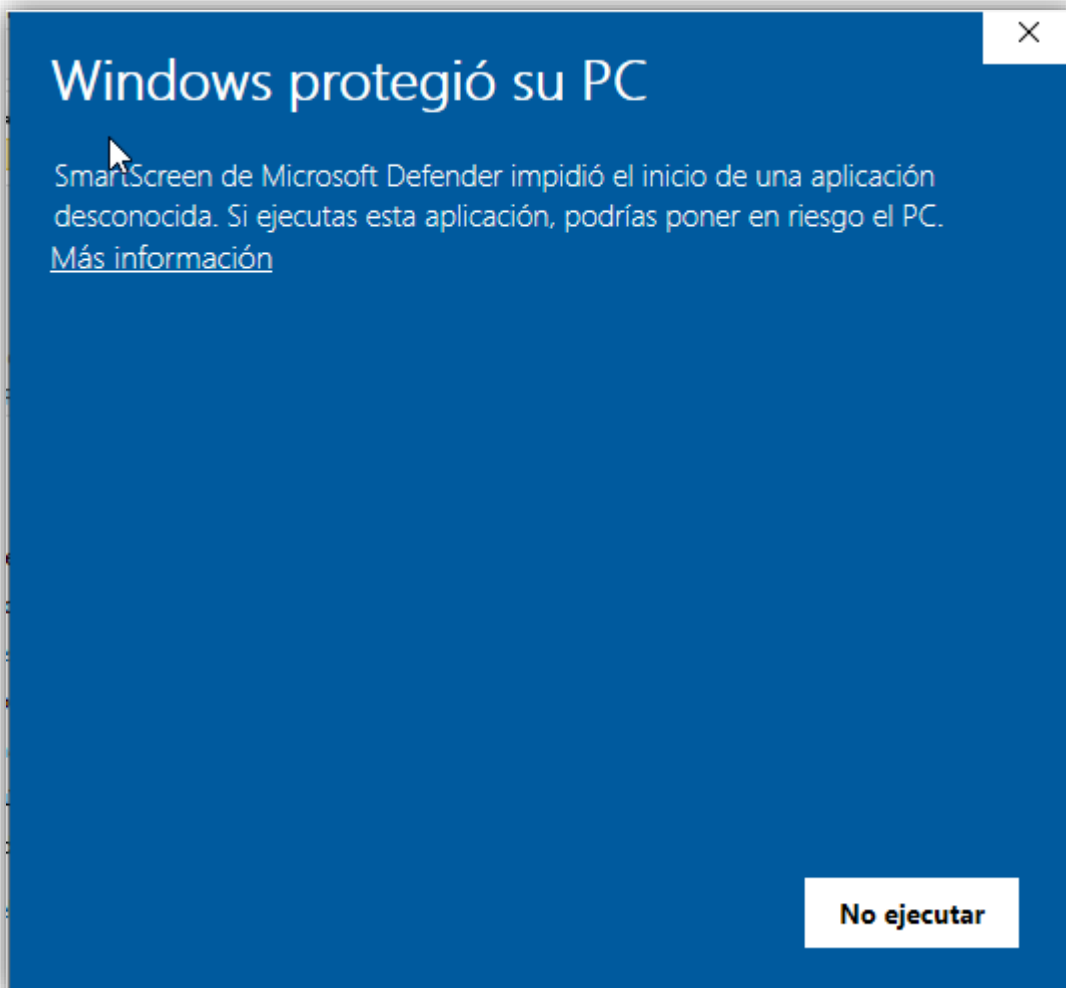 Windows protegió su PC
SmartScreen de Microsoft Defender impidió el inicio de una aplicación
desconocida. Si ejecutas esta aplicación, podrías poner en riesgo el PC.
Más información
No ejecutar